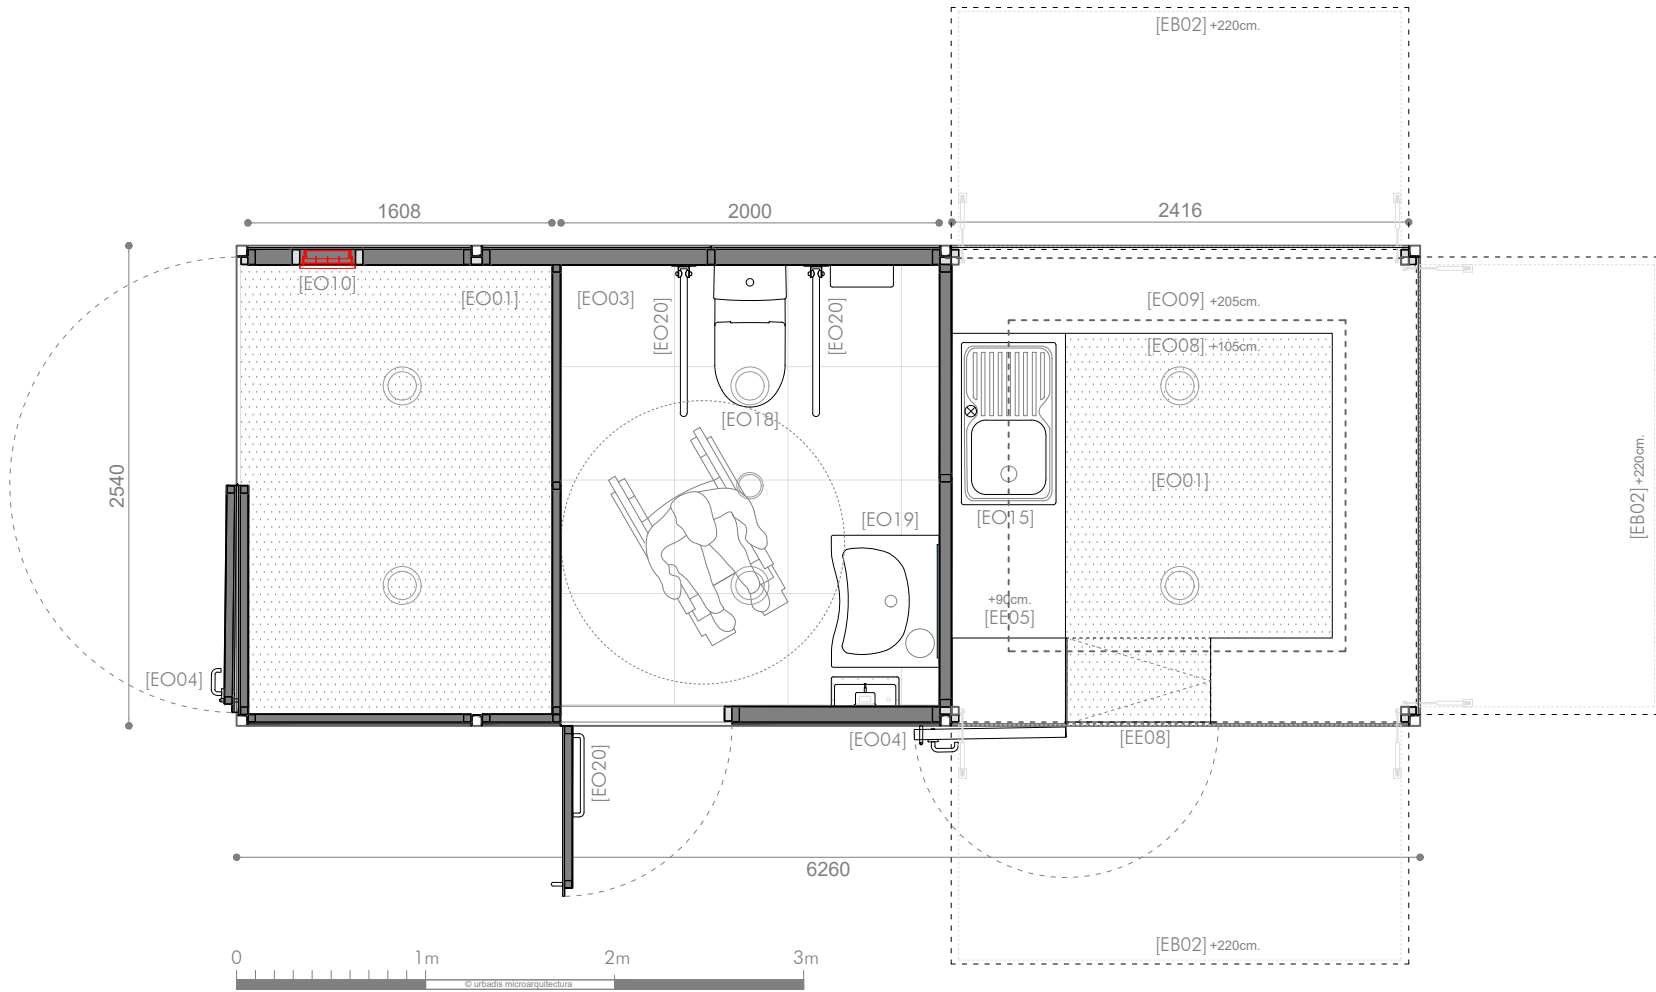 [EB02] +220cm.
1608
2000
2416
[EO10]
[EO01]
[EO03]
[EO20]
[EO20]
[EO09] +205cm.
[EO08] +105cm.
[EO18]
2540
[EO01]
[EB02] +220cm.
[EO15]
[EO19]
+90cm.
[EE05]
[EO04]
[EO04]
[EE08]
[EO20]
6260
[EB02] +220cm.
0 1m 2m 3m
© urbadis microarquitectura